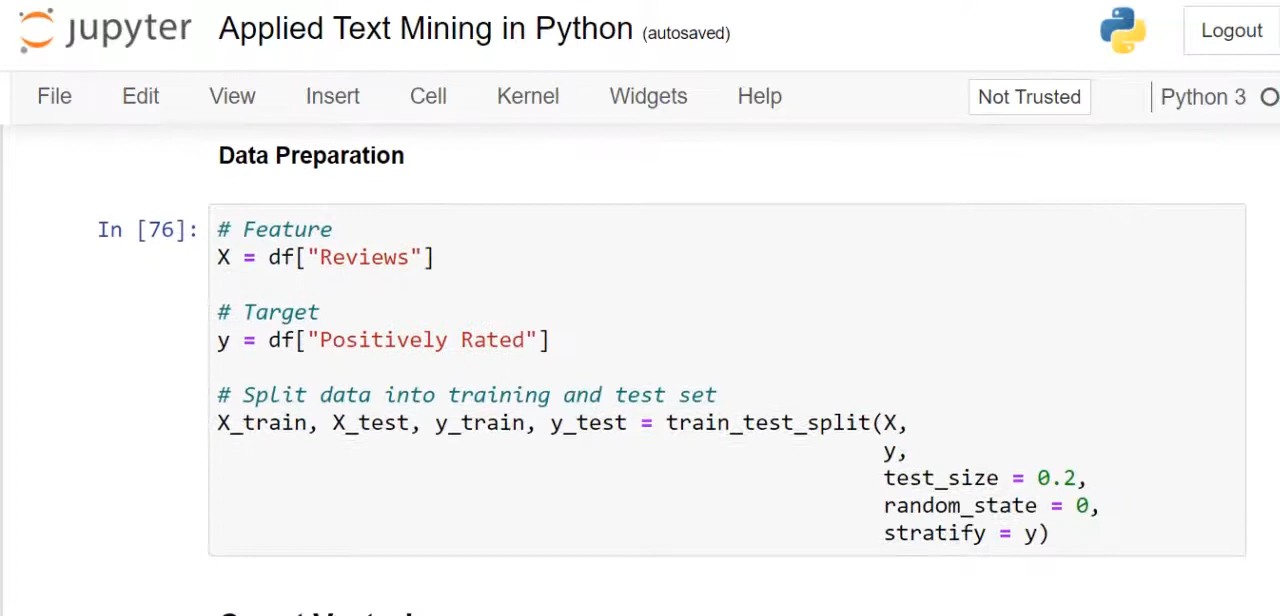 jupyter Applied Text Mining in Python (autosaved) Logout
File Edit View Insert Cell Kernel Widgets Help Not Trusted Python 3
Data Preparation
In [76]: # Feature
X = df["Reviews"]
# Target
y = df["Positively Rated"]
# Split data into training and test set
X_train, X_test, y_train, y_test = train_test_split(X,
y,
test_size = 0.2,
random_state = 0,
stratify = y)